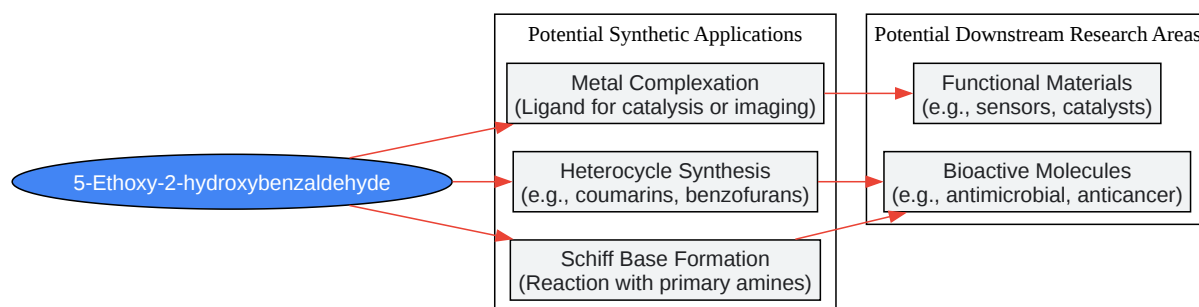 5-Ethoxy-2-hydroxybenzaldehyde
Potential Synthetic Applications
Metal Complexation
(Ligand for catalysis or imaging)
Heterocycle Synthesis
(e.g., coumarins, benzofurans)
Schiff Base Formation
(Reaction with primary amines)
Potential Downstream Research Areas
Functional Materials
(e.g., sensors, catalysts)
Bioactive Molecules
(e.g., antimicrobial, anticancer)